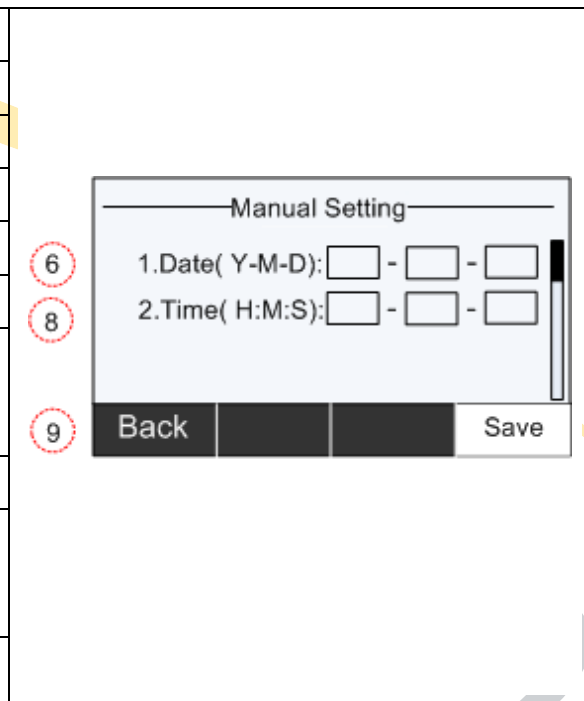 Manual Setting
6 1.Date( Y-M-D): - -
8 2.Time( H:M:S): - -
9 Back Save